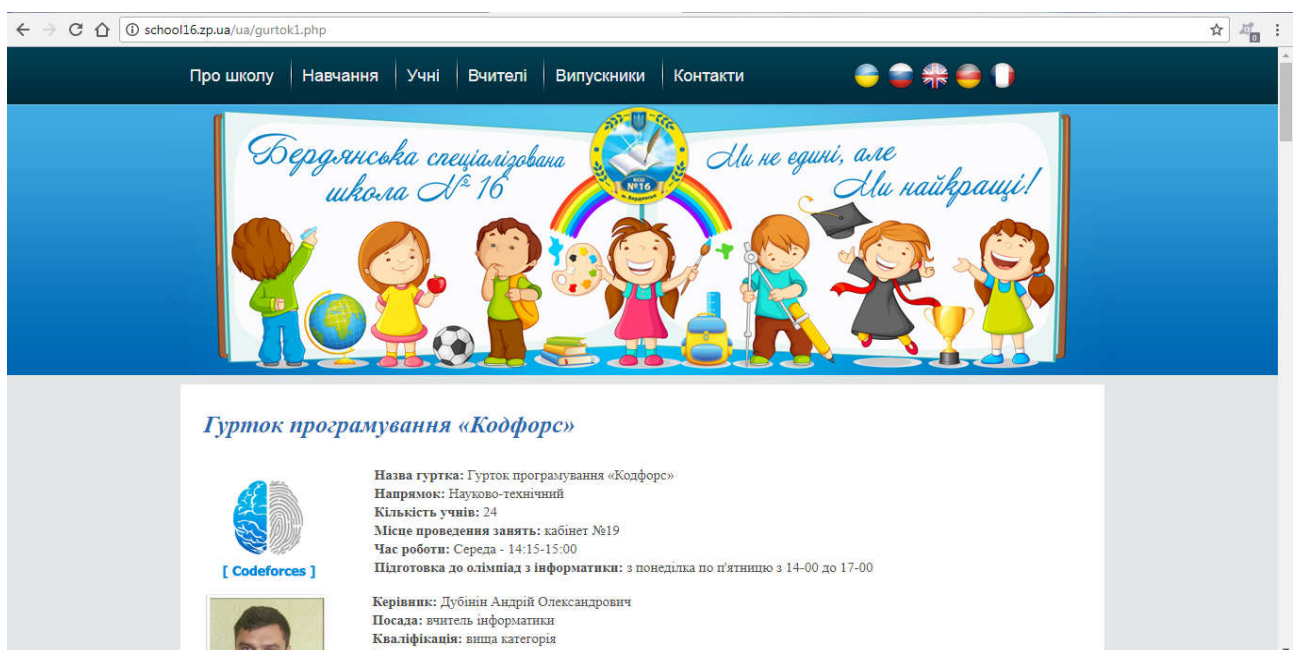 school16.zp.ua/ua/gurtok1.php
0
Про школу Навчання Учні Вчителі Випускники Контакти
Бердянська спеціалізована
школа № 16
БСШ
№16
м. Бердянськ
Ми не єдині, але
Ми найкращі!
Гурток програмування «Кодфорс»
[ Codeforces ]
Назва гуртка: Гурток програмування «Кодфорс»
Напрямок: Науково-технічний
Кількість учнів: 24
Місце проведення занять: кабінет №19
Час роботи: Середа - 14:15-15:00
Підготовка до олімпіад з інформатики: з понеділка по п'ятницю з 14-00 до 17-00
Керівник: Дубінін Андрій Олександрович
Посада: вчитель інформатики
Кваліфікація: вища категорія